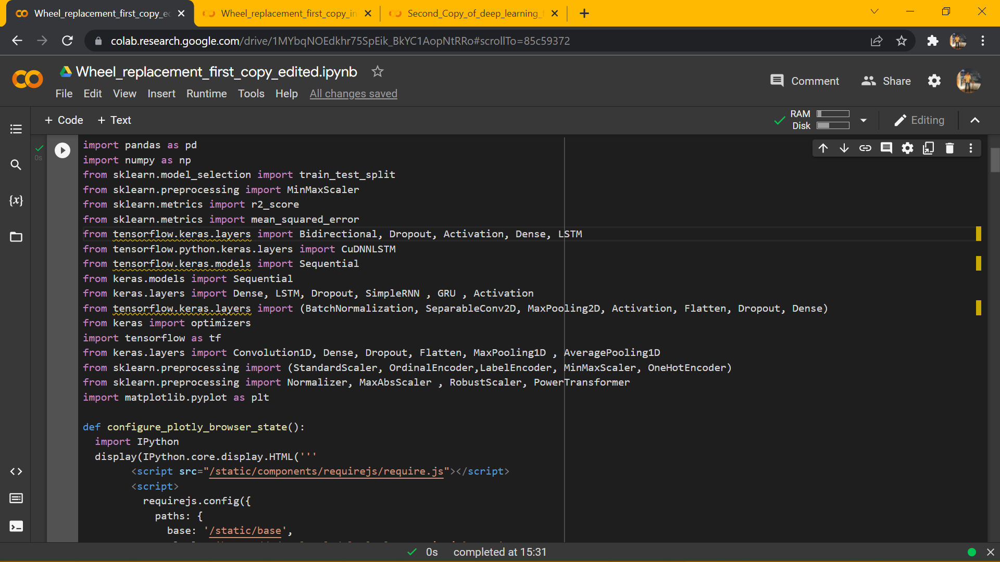 Wheel_replacement_first_copy_e
Wheel_replacement_first_copy_in
Second_Copy_of_deep_learning_
colab.research.google.com/drive/1MYbqNOEdkhr75SpEik_BkYC1AopNtRRo#scrollTo=85c59372
Wheel_replacement_first_copy_edited.ipynb
Comment
Share
File Edit View Insert Runtime Tools Help All changes saved
+ Code + Text
RAM
Disk
Editing
0s
import pandas as pd
import numpy as np
from sklearn.model_selection import train_test_split
from sklearn.preprocessing import MinMaxScaler
from sklearn.metrics import r2_score
from sklearn.metrics import mean_squared_error
from tensorflow.keras.layers import Bidirectional, Dropout, Activation, Dense, LSTM
from tensorflow.python.keras.layers import CuDNNLSTM
from tensorflow.keras.models import Sequential
from keras.models import Sequential
from keras.layers import Dense, LSTM, Dropout, SimpleRNN , GRU , Activation
from tensorflow.keras.layers import (BatchNormalization, SeparableConv2D, MaxPooling2D, Activation, Flatten, Dropout, Dense)
from keras import optimizers
import tensorflow as tf
from keras.layers import Convolution1D, Dense, Dropout, Flatten, MaxPooling1D , AveragePooling1D
from sklearn.preprocessing import (StandardScaler, OrdinalEncoder,LabelEncoder, MinMaxScaler, OneHotEncoder)
from sklearn.preprocessing import Normalizer, MaxAbsScaler , RobustScaler, PowerTransformer
import matplotlib.pyplot as plt
def configure_plotly_browser_state():
import IPython
display(IPython.core.display.HTML('''
<script src="/static/components/requirejs/require.js"></script>
<script>
requirejs.config({
paths: {
base: '/static/base',
0s completed at 15:31